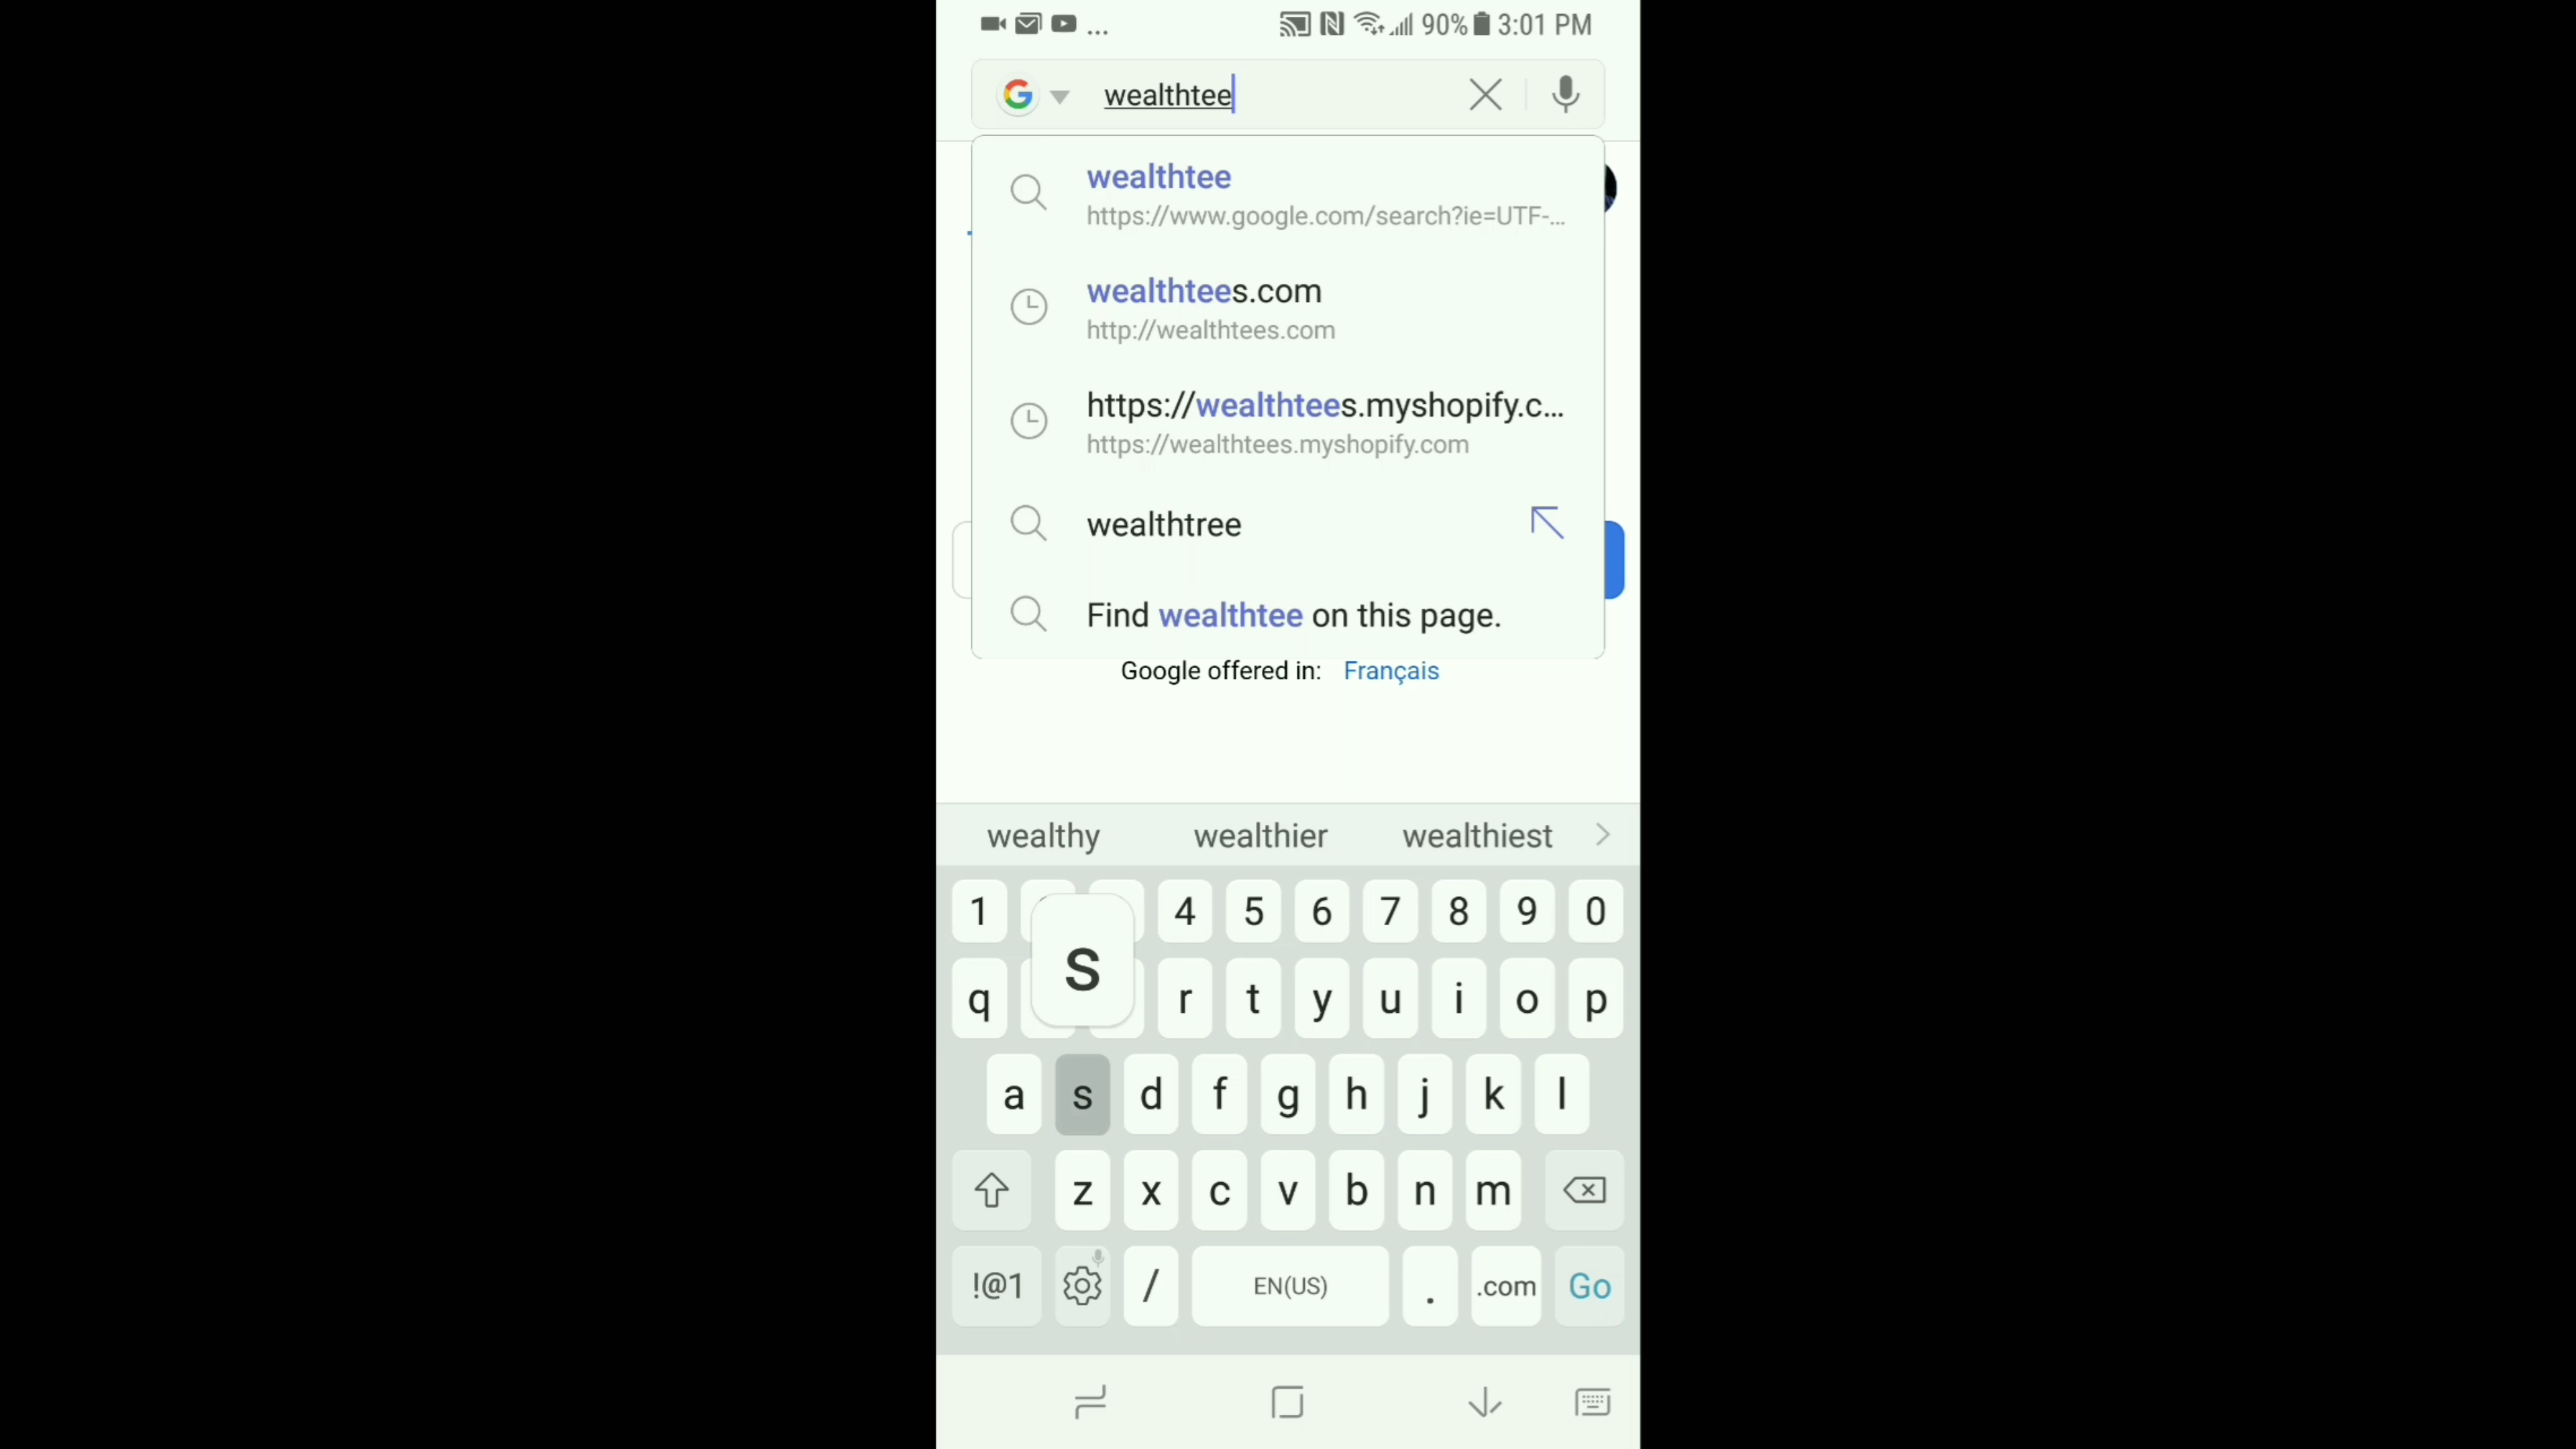 ... 90% 3:01 PM
wealthtee
wealthtee
https://www.google.com/search?ie=UTF-...
wealthtees.com
http://wealthtees.com
https://wealthtees.myshopify.c...
https://wealthtees.myshopify.com
wealthtree
Find wealthtee on this page.
Google offered in: Français
wealthy wealthier wealthiest
1 4 5 6 7 8 9 0
s
q r t y u i o p
a s d f g h j k l
z x c v b n m
!@1 / EN(US) . .com Go